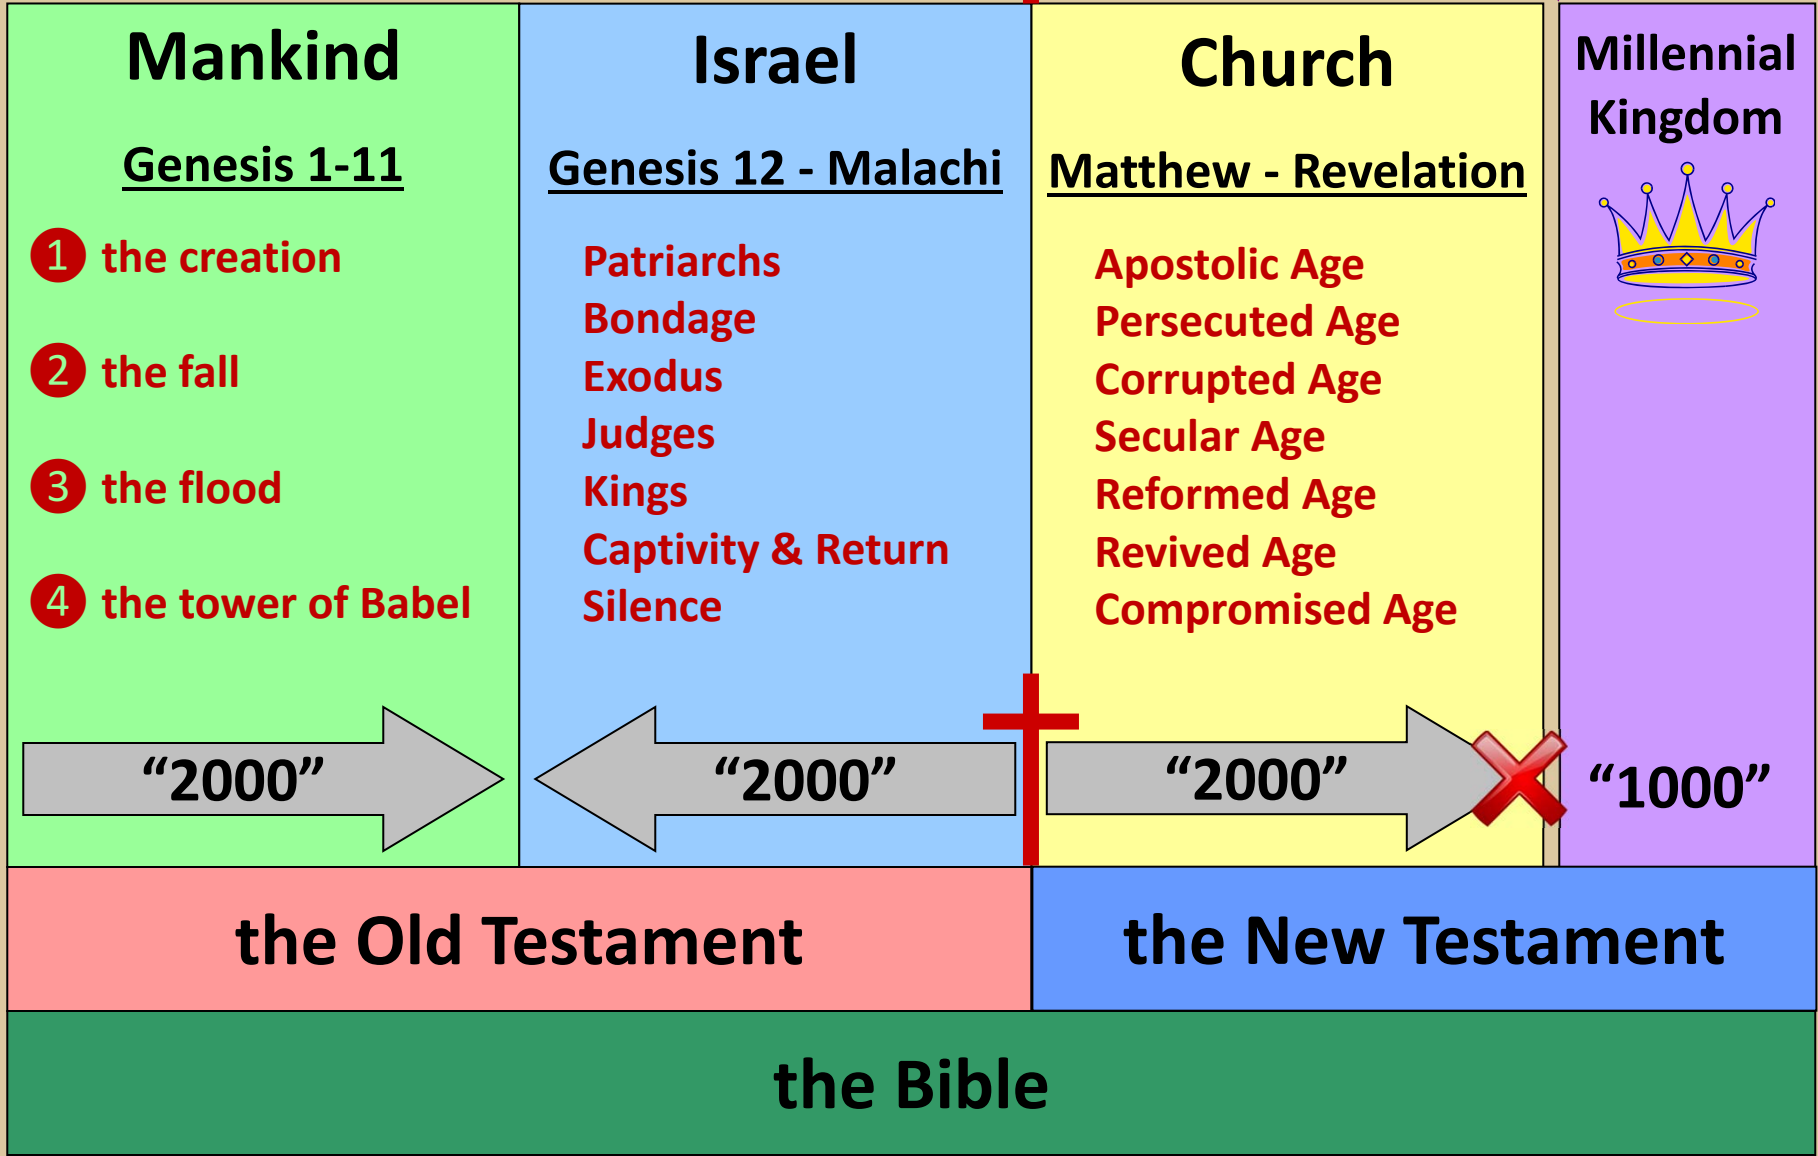 Mankind
Genesis 1-11
1 the creation
2 the fall
3 the flood
4 the tower of Babel
“2000”
Israel
Genesis 12 - Malachi
Patriarchs
Bondage
Exodus
Judges
Kings
Captivity & Return
Silence
“2000”
Church
Matthew - Revelation
Apostolic Age
Persecuted Age
Corrupted Age
Secular Age
Reformed Age
Revived Age
Compromised Age
“2000”
Millennial
Kingdom
“1000”
the Old Testament
the New Testament
the Bible